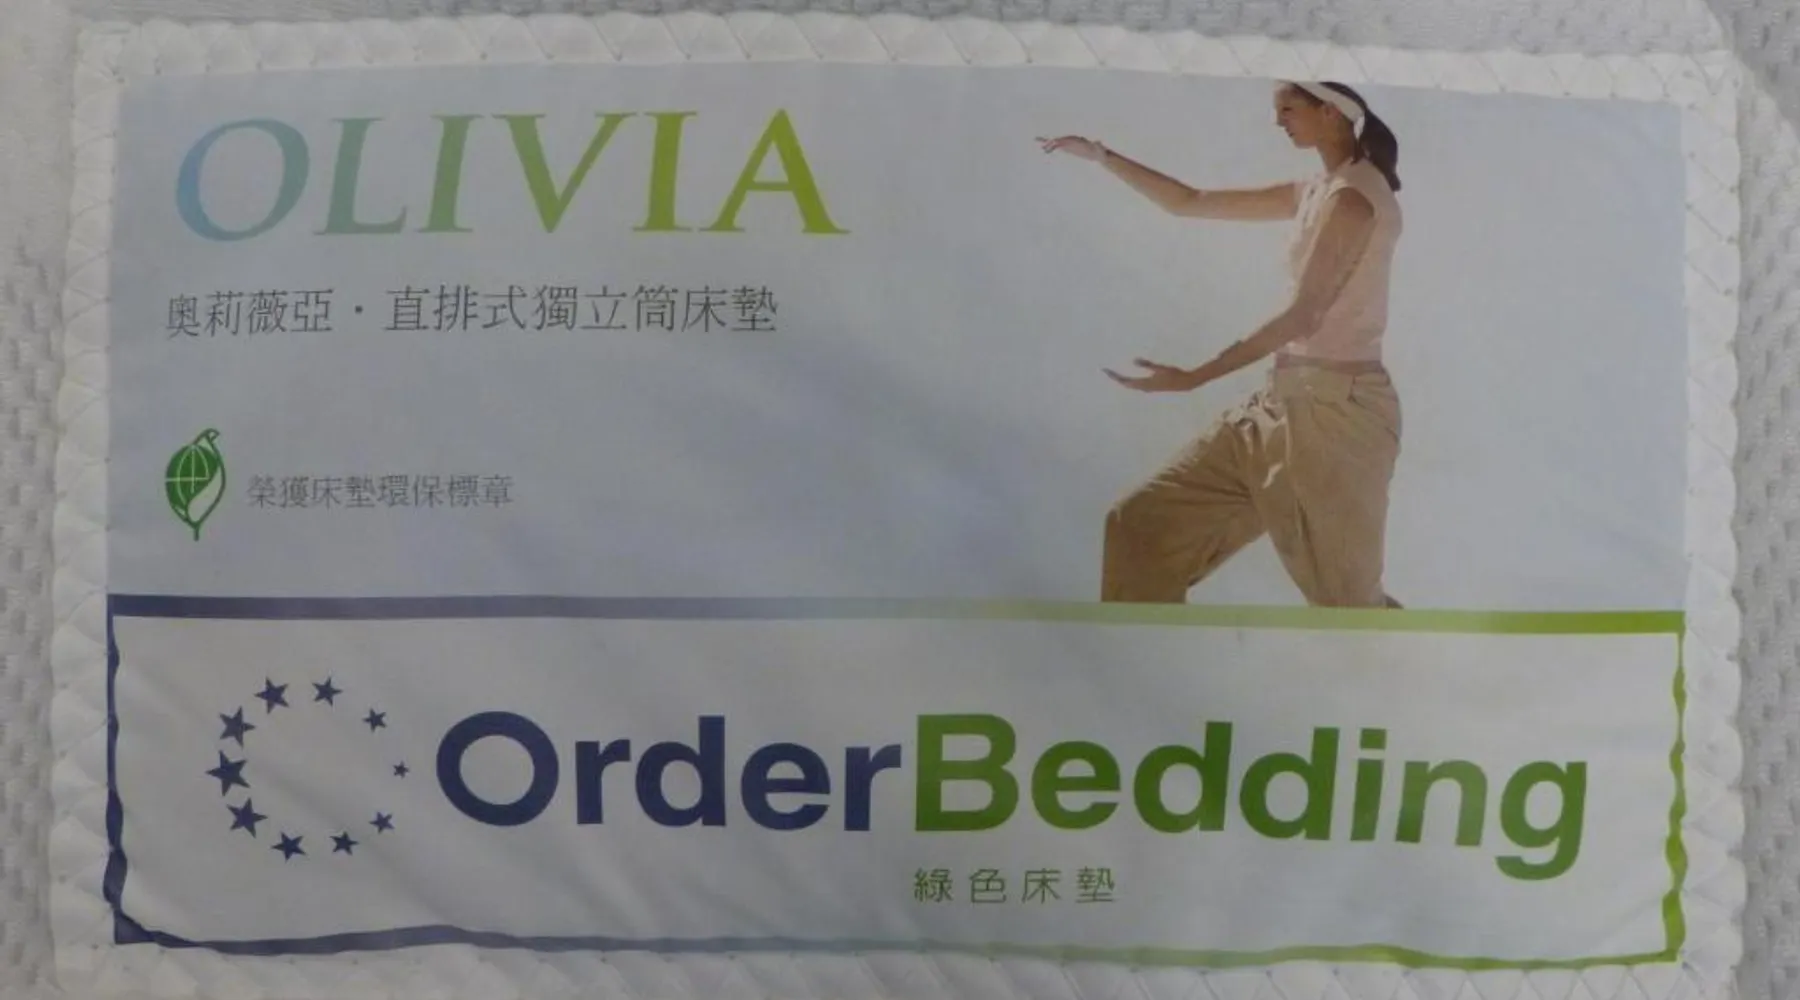 OLIVIA
奧莉薇亞・直排式獨立筒床墊
榮獲床墊環保標章
OrderBedding
綠色床墊